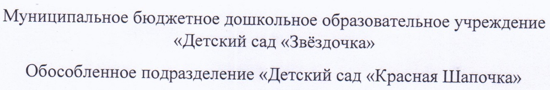 Муниципальное бюджетное дошкольное образовательное учреждение
«Детский сад «Звёздочка»
Обособленное подразделение «Детский сад «Красная Шапочка»